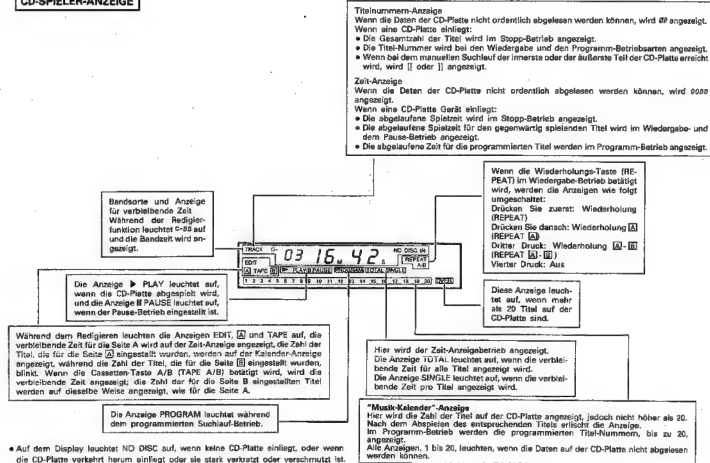 CD-SPIELER-ANZEIGE
Titelnummern-Anzeige
Wenn die Daten der CD-Platte nicht ordentlich abgelesen werden können, wird angezeigt.
Wenn eine CD-Platte einliegt:
● Die Gesamtzahl der Titel wird im Stopp-Betrieb angezeigt.
● Die Titel-Nummer wird bei den Wiedergabe und den Programm-Betriebsarten angezeigt.
● Wenn bei dem manuellen Suchlauf der innerste oder der äußerste Teil der CD-Platte erreicht
wird, wird [[ oder ]] angezeigt.
Zeit-Anzeige
Wenn die Daten der CD-Platte nicht ordentlich abgelesen werden können, wird 0000
angezeigt.
Wenn eine CD-Platte Gerät einliegt:
● Die abgelaufene Spielzeit wird im Stopp-Betrieb angezeigt.
● Die abgelaufene Spielzeit für den gegenwärtig spielenden Titel wird im Wiedergabe- und
dem Pause-Betrieb angezeigt.
● Die abgelaufene Zeit für die programmierten Titel werden im Programm-Betrieb angezeigt.
Bandsorte und Anzeige
für verbleibende Zeit
Während der Redigier-
funktion leuchtet C-00 auf
und die Bandzeit wird an-
gezeigt.
Wenn die Wiederholungs-Taste (RE-
PEAT) im Wiedergabe-Betrieb betätigt
wird, werden die Anzeigen wie folgt
umgeschaltet:
Drücken Sie zuerst: Wiederholung
(REPEAT)
Drücken Sie danach: Wiederholung A
(REPEAT A)
Dritter Druck: Wiederholung A-B
(REPEAT A-B)
Vierter Druck: Aus
TRACK C- 03 16 M 42 S NO DISC IN
EDIT REPEAT
A-B
A TAPE B ▶ PLAY II PAUSE PROGRAM TOTAL SINGLE
1 2 3 4 5 6 7 8 9 10 11 12 13 14 15 16 17 18 19 20 OVER
Die Anzeige ▶ PLAY leuchtet auf,
wenn die CD-Platte abgespielt wird,
und die Anzeige II PAUSE leuchtet auf,
wenn der Pause-Betrieb eingestellt ist.
Diese Anzeige leuch-
tet auf, wenn mehr
als 20 Titel auf der
CD-Platte sind.
Während dem Redigieren leuchten die Anzeigen EDIT, A und TAPE auf, die
verbleibende Zeit für die Seite A wird auf der Zeit-Anzeige angezeigt, die Zahl der
Titel, die für die Seite A eingestellt wurden, werden auf der Kalender-Anzeige
angezeigt, während die Zahl der Titel, die für Seite B eingestellt wurden,
blinkt. Wenn die Cassetten-Taste A/B (TAPE A/B) betätigt wird, wird die
verbleibende Zeit angezeigt; die Zahl der für die Seite B eingestellten Titel
werden auf dieselbe Weise angezeigt, wie für die Seite A.
Hier wird der Zeit-Anzeigebetrieb angezeigt.
Die Anzeige TOTAL leuchtet auf, wenn die verblei-
bende Zeit für alle Titel angezeigt wird.
Die Anzeige SINGLE leuchtet auf, wenn die verblei-
bende Zeit pro Titel angezeigt wird.
Die Anzeige PROGRAM leuchtet während
dem programmierten Suchlauf-Betrieb.
"Musik-Kalender"-Anzeige
Hier wird die Zahl der Titel auf der CD-Platte angezeigt, jedoch nicht höher als 20.
Nach dem Abspielen des entsprechenden Titels erlischt die Anzeige.
Im Programm-Betrieb werden die programmierten Titel-Nummern, bis zu 20,
angezeigt.
Alle Anzeigen, 1 bis 20, leuchten, wenn die Daten auf der CD-Platte nicht abgelesen
werden können.
● Auf dem Display leuchtet NO DISC auf, wenn keine CD-Platte einliegt, oder wenn
die CD-Platte verkehrt herum einliegt oder sie stark verkratzt oder verschmutzt ist.